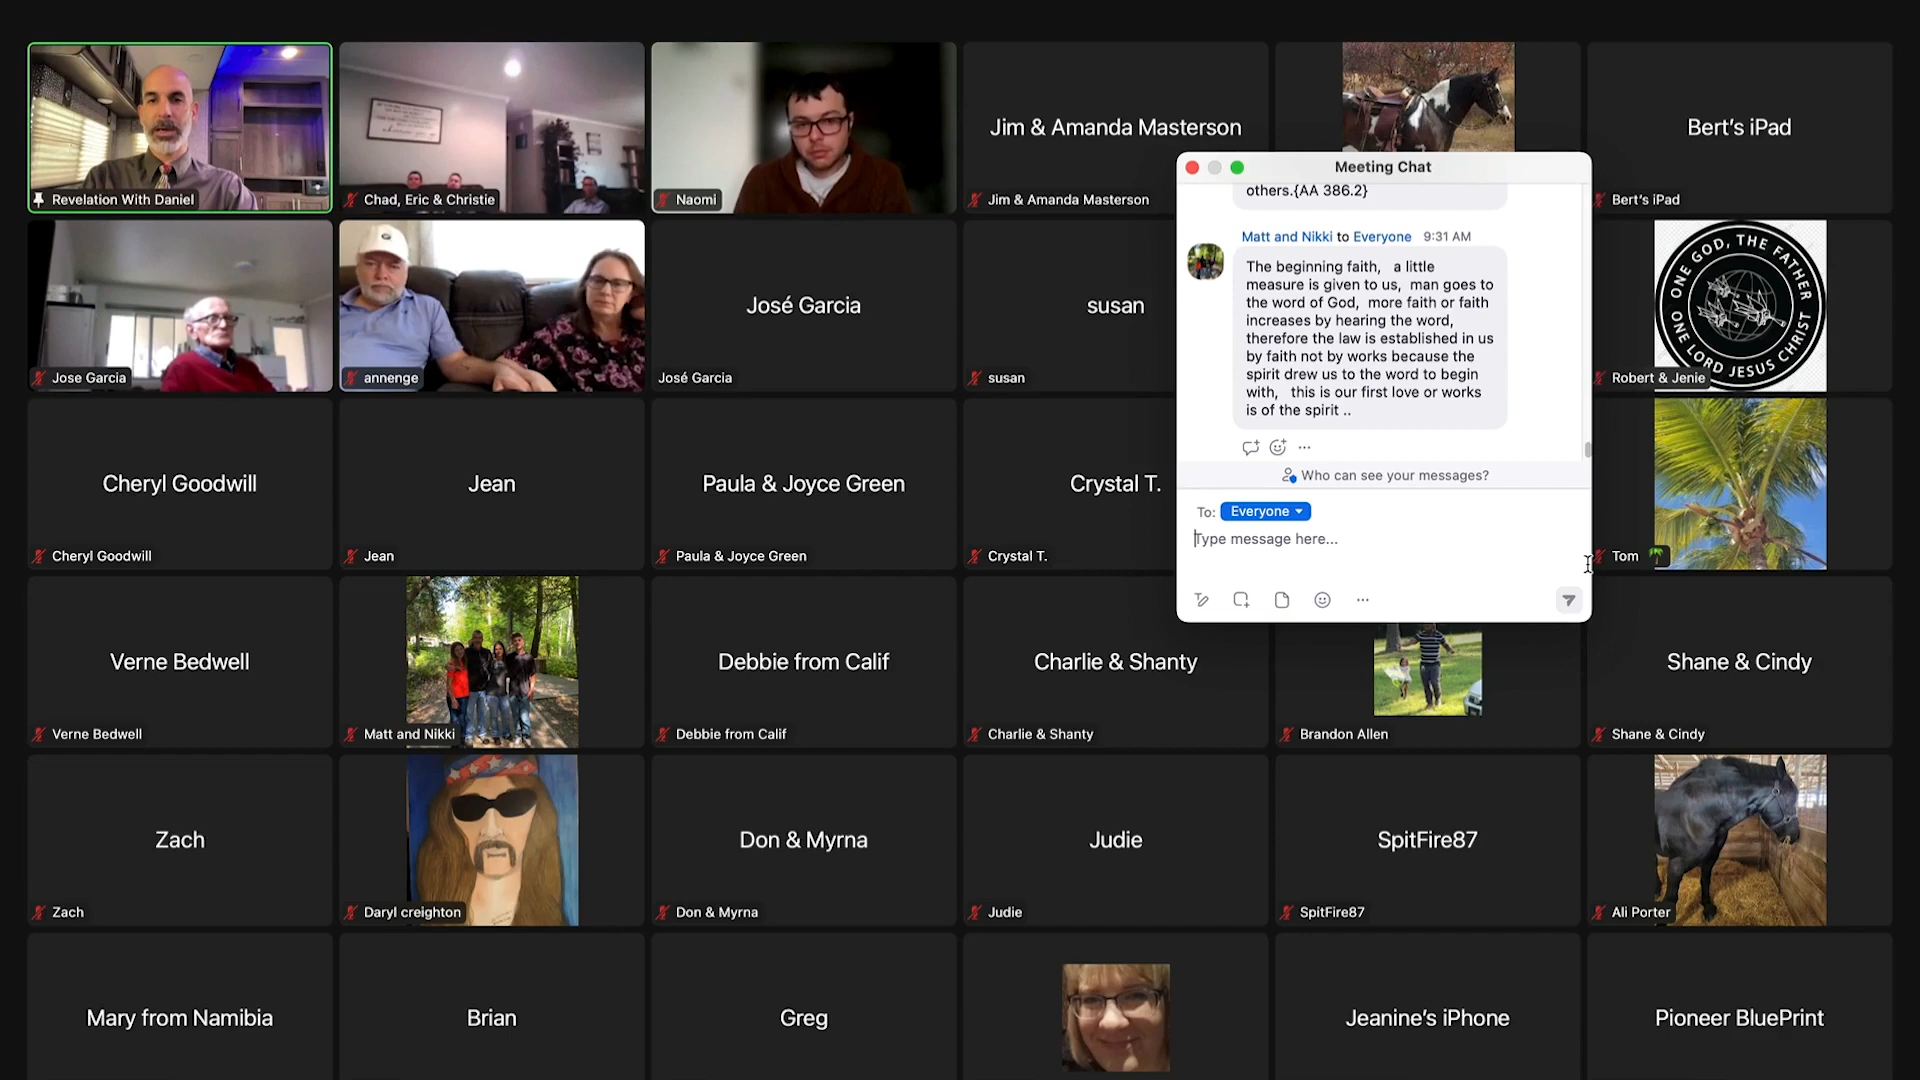 Revelation With Daniel
Chad, Eric & Christie
Naomi
Jim & Amanda Masterson
Jim & Amanda Masterson
Bert's iPad
Bert's iPad
Jose Garcia
annenge
José Garcia
José Garcia
susan
susan
ONE GOD, THE FATHER
ONE LORD JESUS CHRIST
Robert & Jenie
Meeting Chat
others.{AA 386.2}
Matt and Nikki to Everyone 9:31 AM
The beginning faith, a little
measure is given to us, man goes to
the word of God, more faith or faith
increases by hearing the word,
therefore the law is established in us
by faith not by works because the
spirit drew us to the word to begin
with, this is our first love or works
is of the spirit ..
Who can see your messages?
To: Everyone
Type message here...
Cheryl Goodwill
Cheryl Goodwill
Jean
Jean
Paula & Joyce Green
Paula & Joyce Green
Crystal T.
Crystal T.
Tom
Verne Bedwell
Verne Bedwell
Matt and Nikki
Debbie from Calif
Debbie from Calif
Charlie & Shanty
Charlie & Shanty
Brandon Allen
Shane & Cindy
Shane & Cindy
Zach
Zach
Daryl creighton
Don & Myrna
Don & Myrna
Judie
Judie
SpitFire87
SpitFire87
Ali Porter
Mary from Namibia
Brian
Greg
Jeanine's iPhone
Pioneer BluePrint